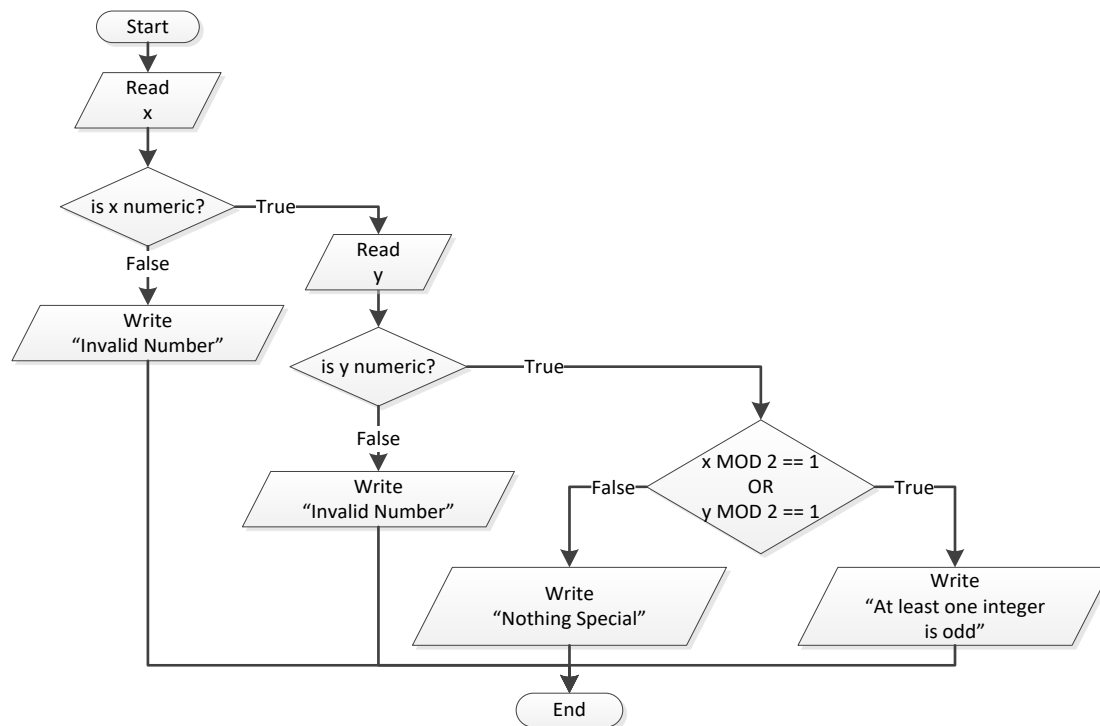 Start
Read
x
is x numeric?
True
False
Read
y
Write
“Invalid Number”
is y numeric?
True
False
x MOD 2 == 1
OR
y MOD 2 == 1
False
True
Write
“Invalid Number”
Write
“Nothing Special”
Write
“At least one integer
is odd”
End